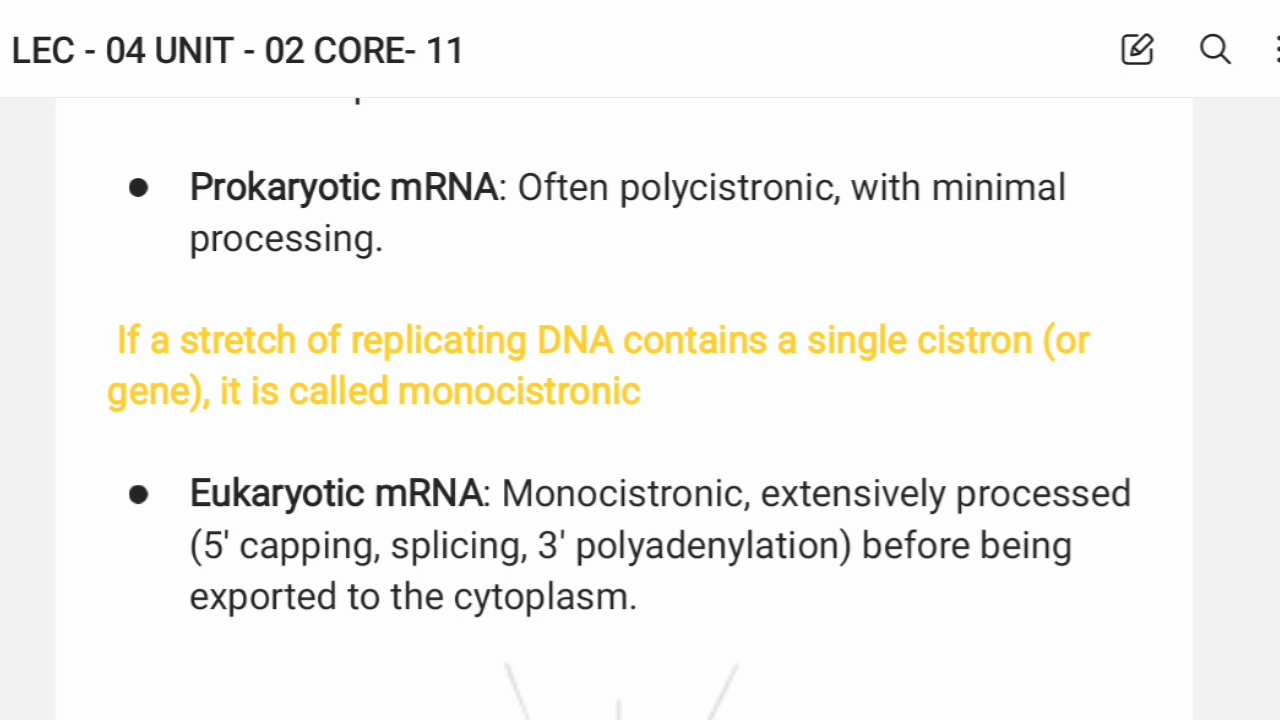 LEC - 04 UNIT - 02 CORE- 11
● Prokaryotic mRNA: Often polycistronic, with minimal
processing.
If a stretch of replicating DNA contains a single cistron (or
gene), it is called monocistronic
● Eukaryotic mRNA: Monocistronic, extensively processed
(5' capping, splicing, 3' polyadenylation) before being
exported to the cytoplasm.